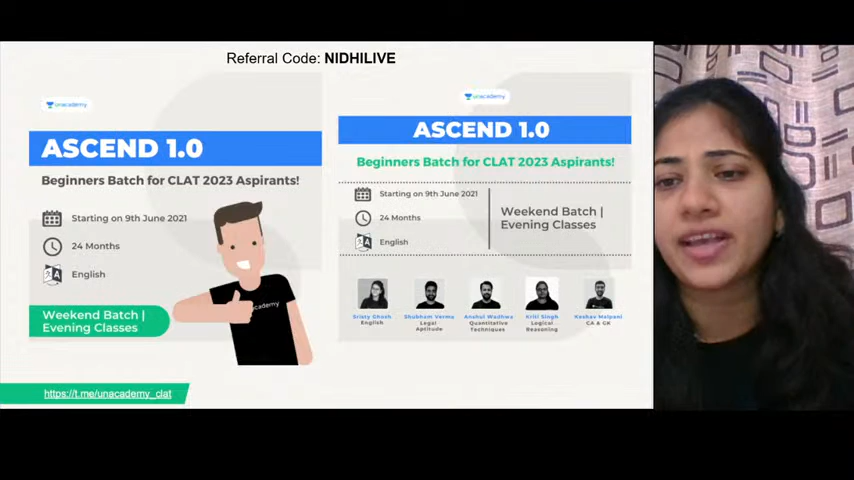 Referral Code: NIDHILIVE
unacademy
ASCEND 1.0
Beginners Batch for CLAT 2023 Aspirants!
Starting on 9th June 2021
24 Months
English
Weekend Batch |
Evening Classes
academy
https://t.me/unacademy_clat
unacademy
ASCEND 1.0
Beginners Batch for CLAT 2023 Aspirants!
Starting on 9th June 2021
24 Months
English
Weekend Batch |
Evening Classes
Sristy Ghosh
English
Shubham Verma
Legal
Aptitude
Anshul Wadhwa
Quantitative
Techniques
Kriti Singh
Logical
Reasoning
Keshav Malpani
CA & GK